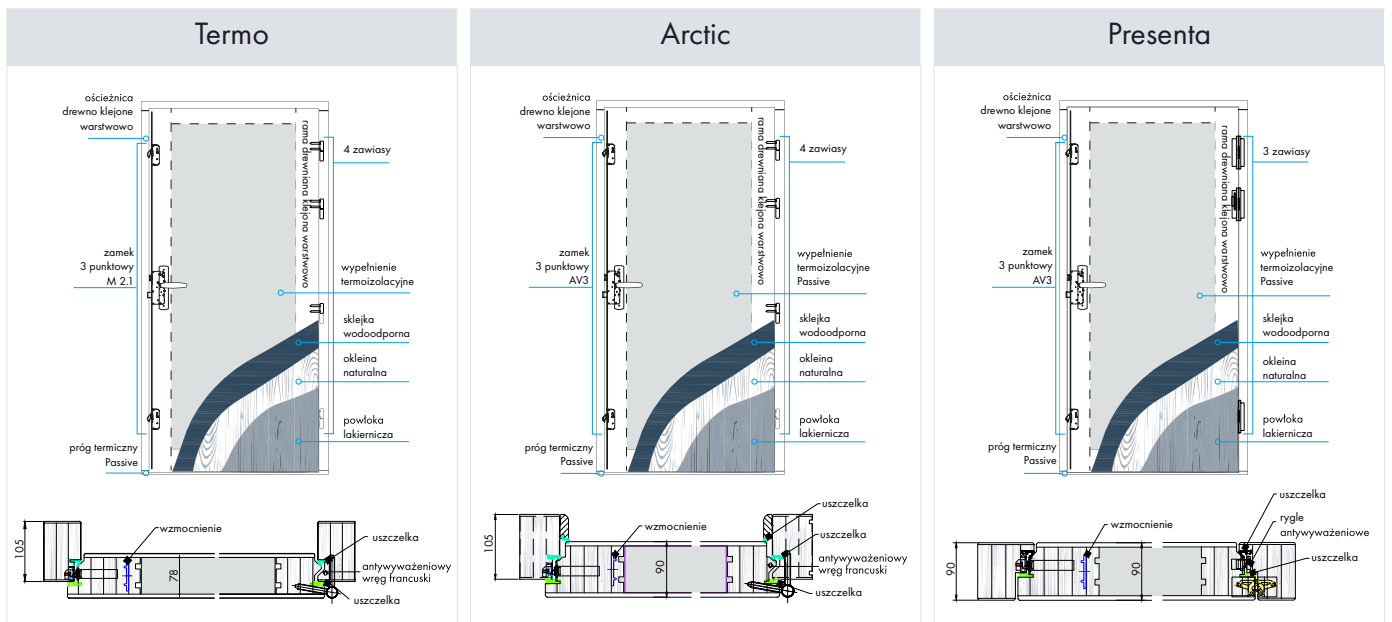 Termo
ościeżnica
drewno klejone
warstwowo
rama drewniana klejona warstwowo
4 zawiasy
zamek
3 punktowy
M 2.1
wypełnienie
termoizolacyjne
sklejka
wodoodporna
okleina
naturalna
powłoka
lakiernicza
próg termiczny
Passive
105
wzmocnienie
78
uszczelka
antywyważeniowy
wręg francuski
uszczelka
Arctic
ościeżnica
drewno klejone
warstwowo
rama drewniana klejona warstwowo
4 zawiasy
zamek
3 punktowy
AV3
wypełnienie
termoizolacyjne
Passive
sklejka
wodoodporna
okleina
naturalna
powłoka
lakiernicza
próg termiczny
Passive
105
wzmocnienie
90
uszczelka
uszczelka
antywyważeniowy
wręg francuski
uszczelka
Presenta
ościeżnica
drewno klejone
warstwowo
rama drewniana klejona warstwowo
3 zawiasy
zamek
3 punktowy
AV3
wypełnienie
termoizolacyjne
Passive
sklejka
wodoodporna
okleina
naturalna
powłoka
lakiernicza
próg termiczny
Passive
90
wzmocnienie
90
uszczelka
rygle
antywyważeniowe
uszczelka